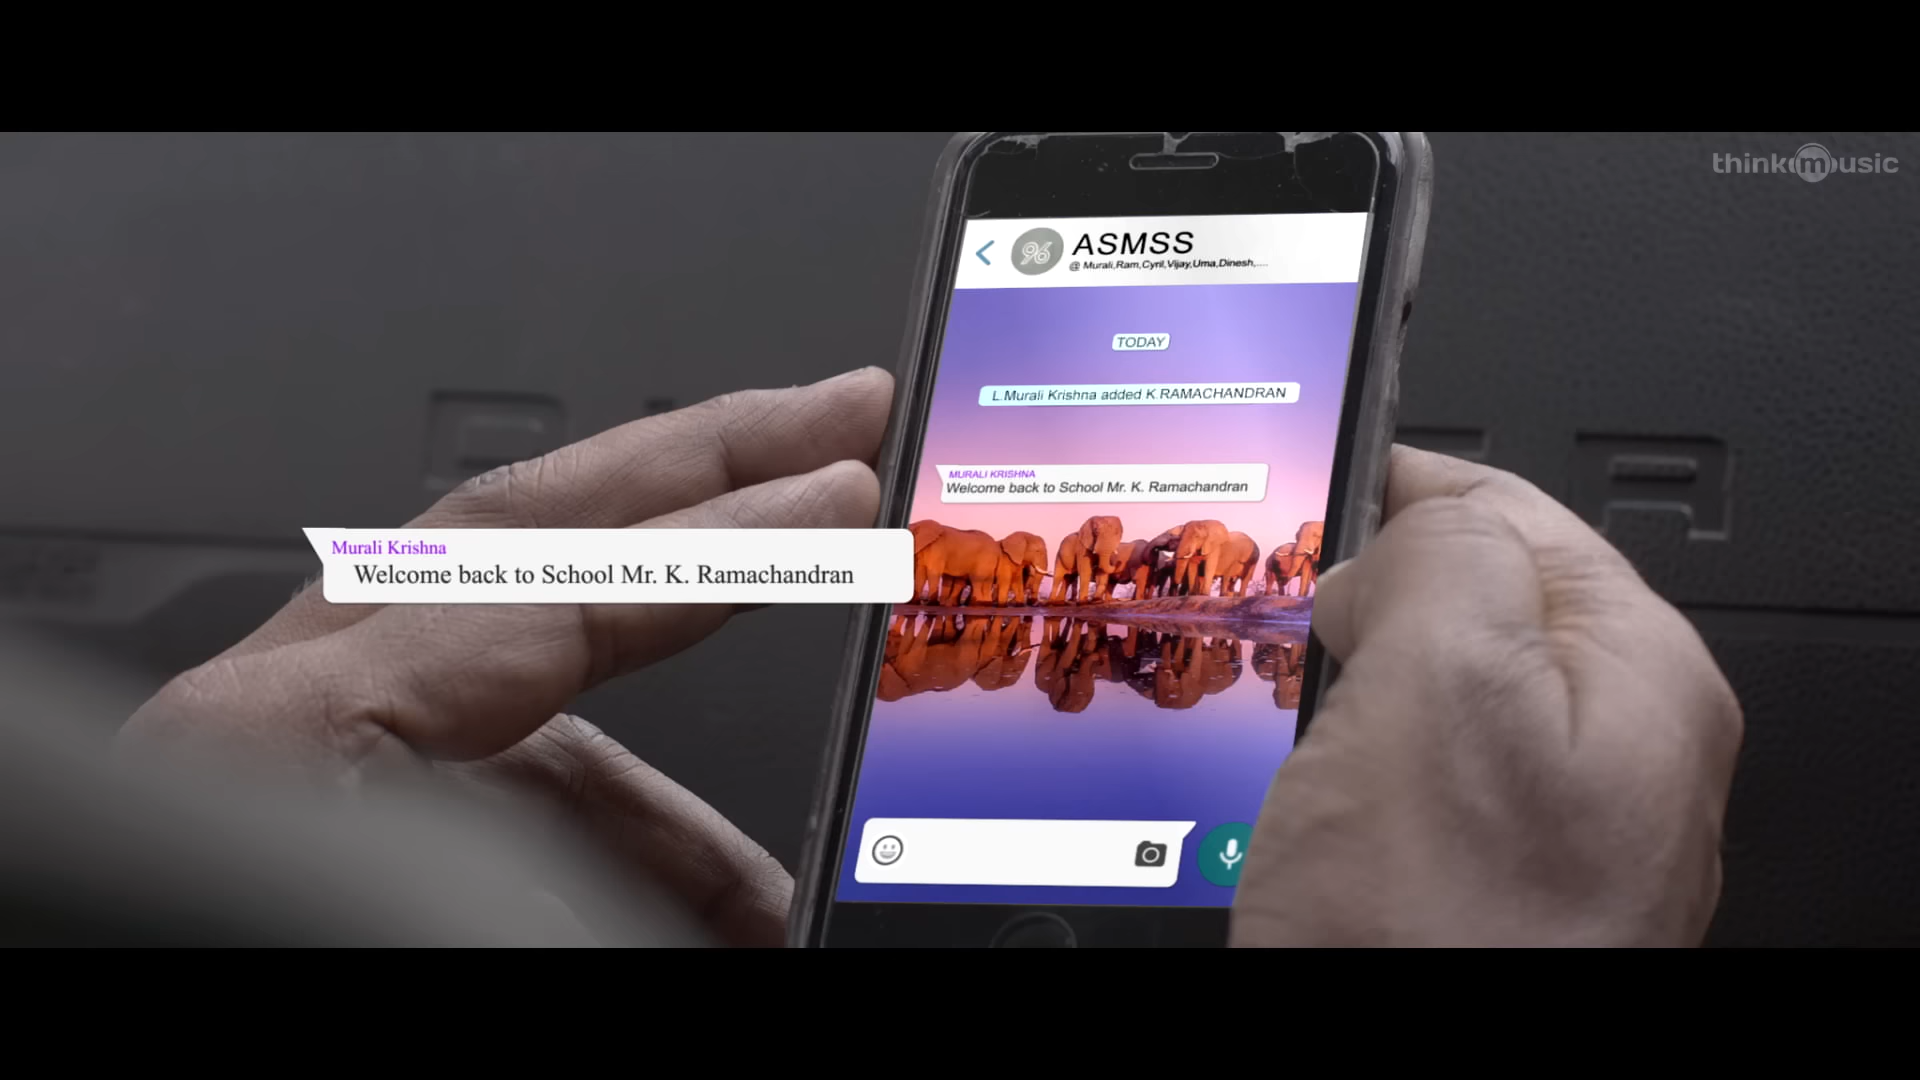 thinkmusic
96
ASMSS
@ Murali,Ram,Cyril,Vijay,Uma,Dinesh,....
TODAY
L.Murali Krishna added K.RAMACHANDRAN
MURALI KRISHNA
Welcome back to School Mr. K. Ramachandran
Murali Krishna
Welcome back to School Mr. K. Ramachandran